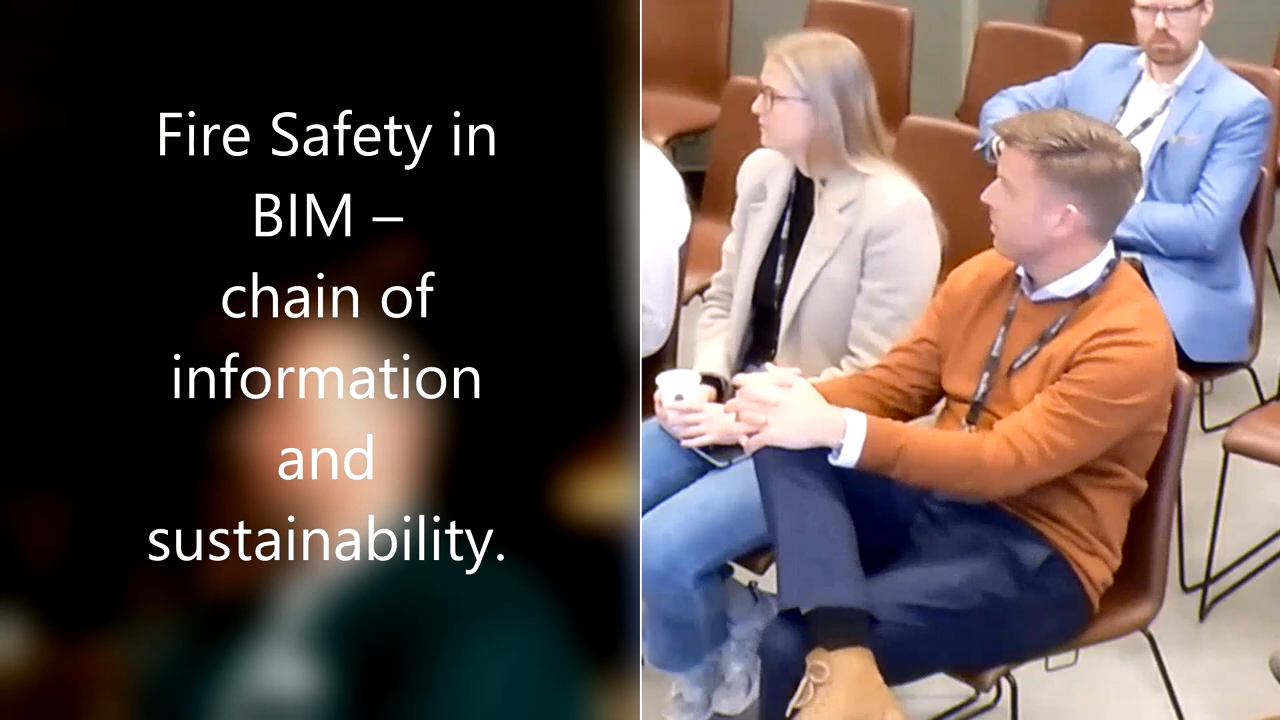 Fire Safety in
BIM –
chain of
information
and
sustainability.